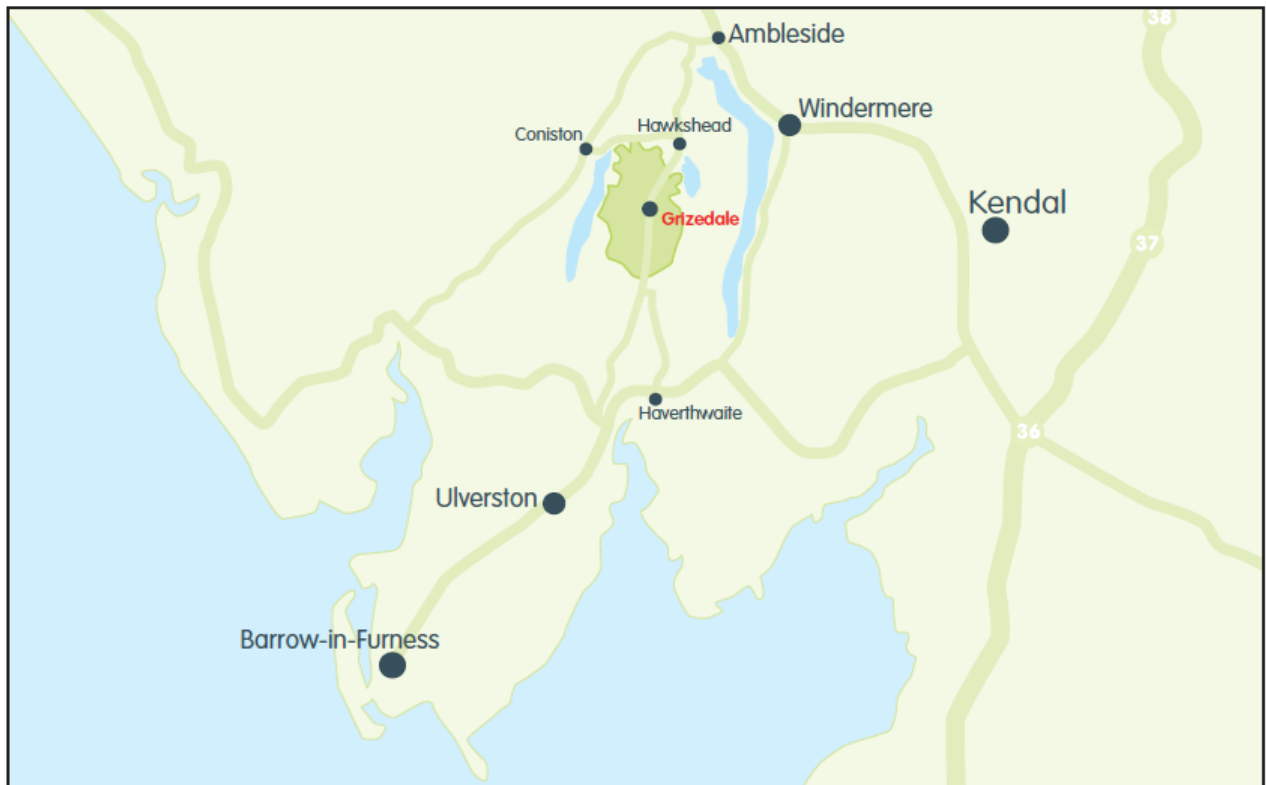 38
Ambleside
Windermere
Hawkshead
Coniston
Kendal
Grizedale
37
Haverthwaite
36
Ulverston
Barrow-in-Furness